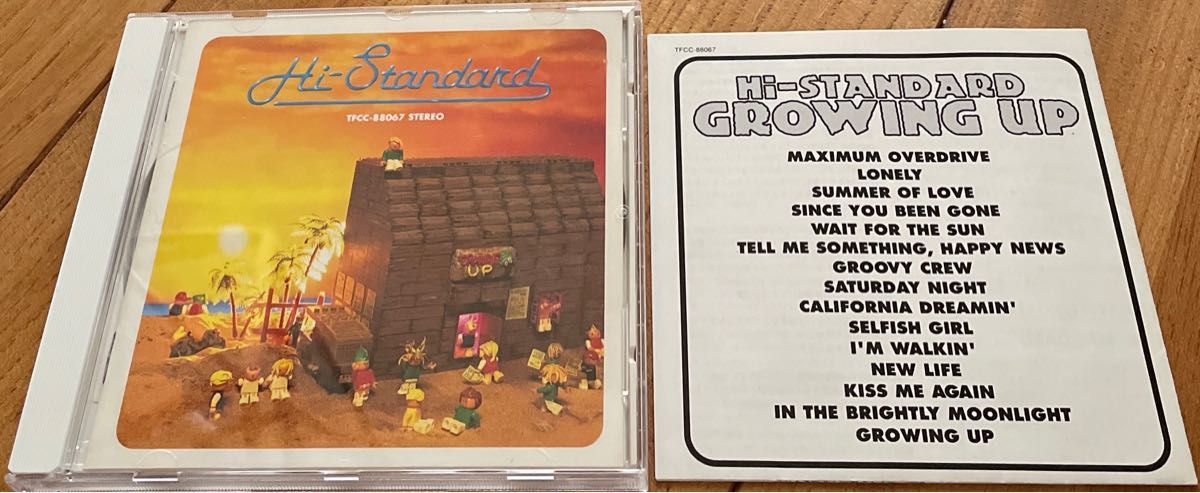 Hi-Standard
TFCC-88067 STEREO
UP
TFCC-88067
Hi-STANDARD
GROWING UP
MAXIMUM OVERDRIVE
LONELY
SUMMER OF LOVE
SINCE YOU BEEN GONE
WAIT FOR THE SUN
TELL ME SOMETHING, HAPPY NEWS
GROOVY CREW
SATURDAY NIGHT
CALIFORNIA DREAMIN'
SELFISH GIRL
I'M WALKIN'
NEW LIFE
KISS ME AGAIN
IN THE BRIGHTLY MOONLIGHT
GROWING UP